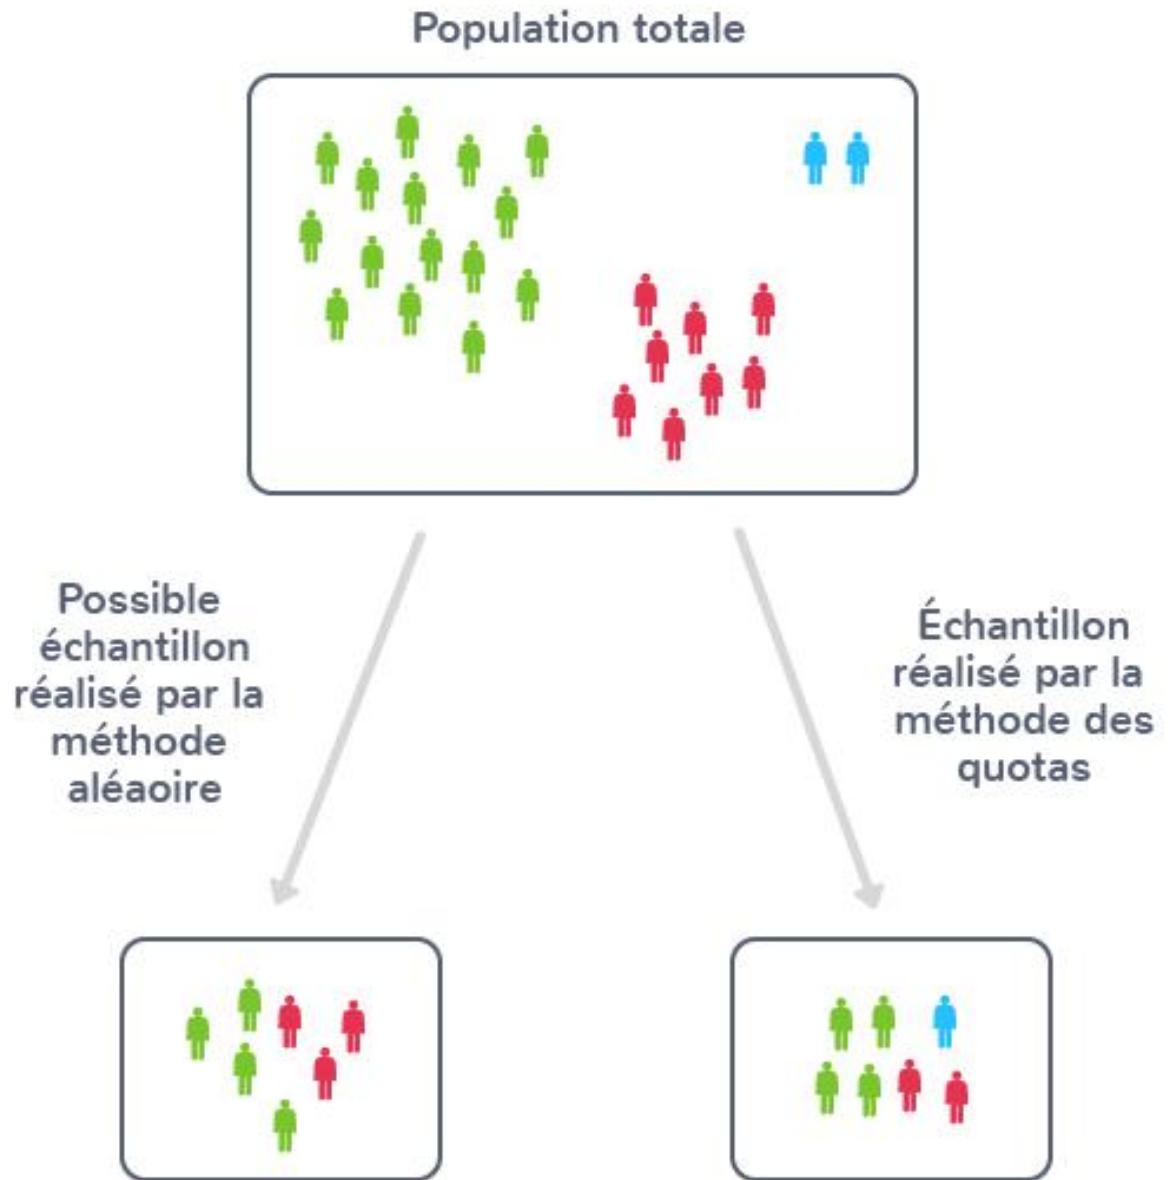 Population totale
Possible
échantillon
réalisé par la
méthode
aléaoire
Échantillon
réalisé par la
méthode des
quotas